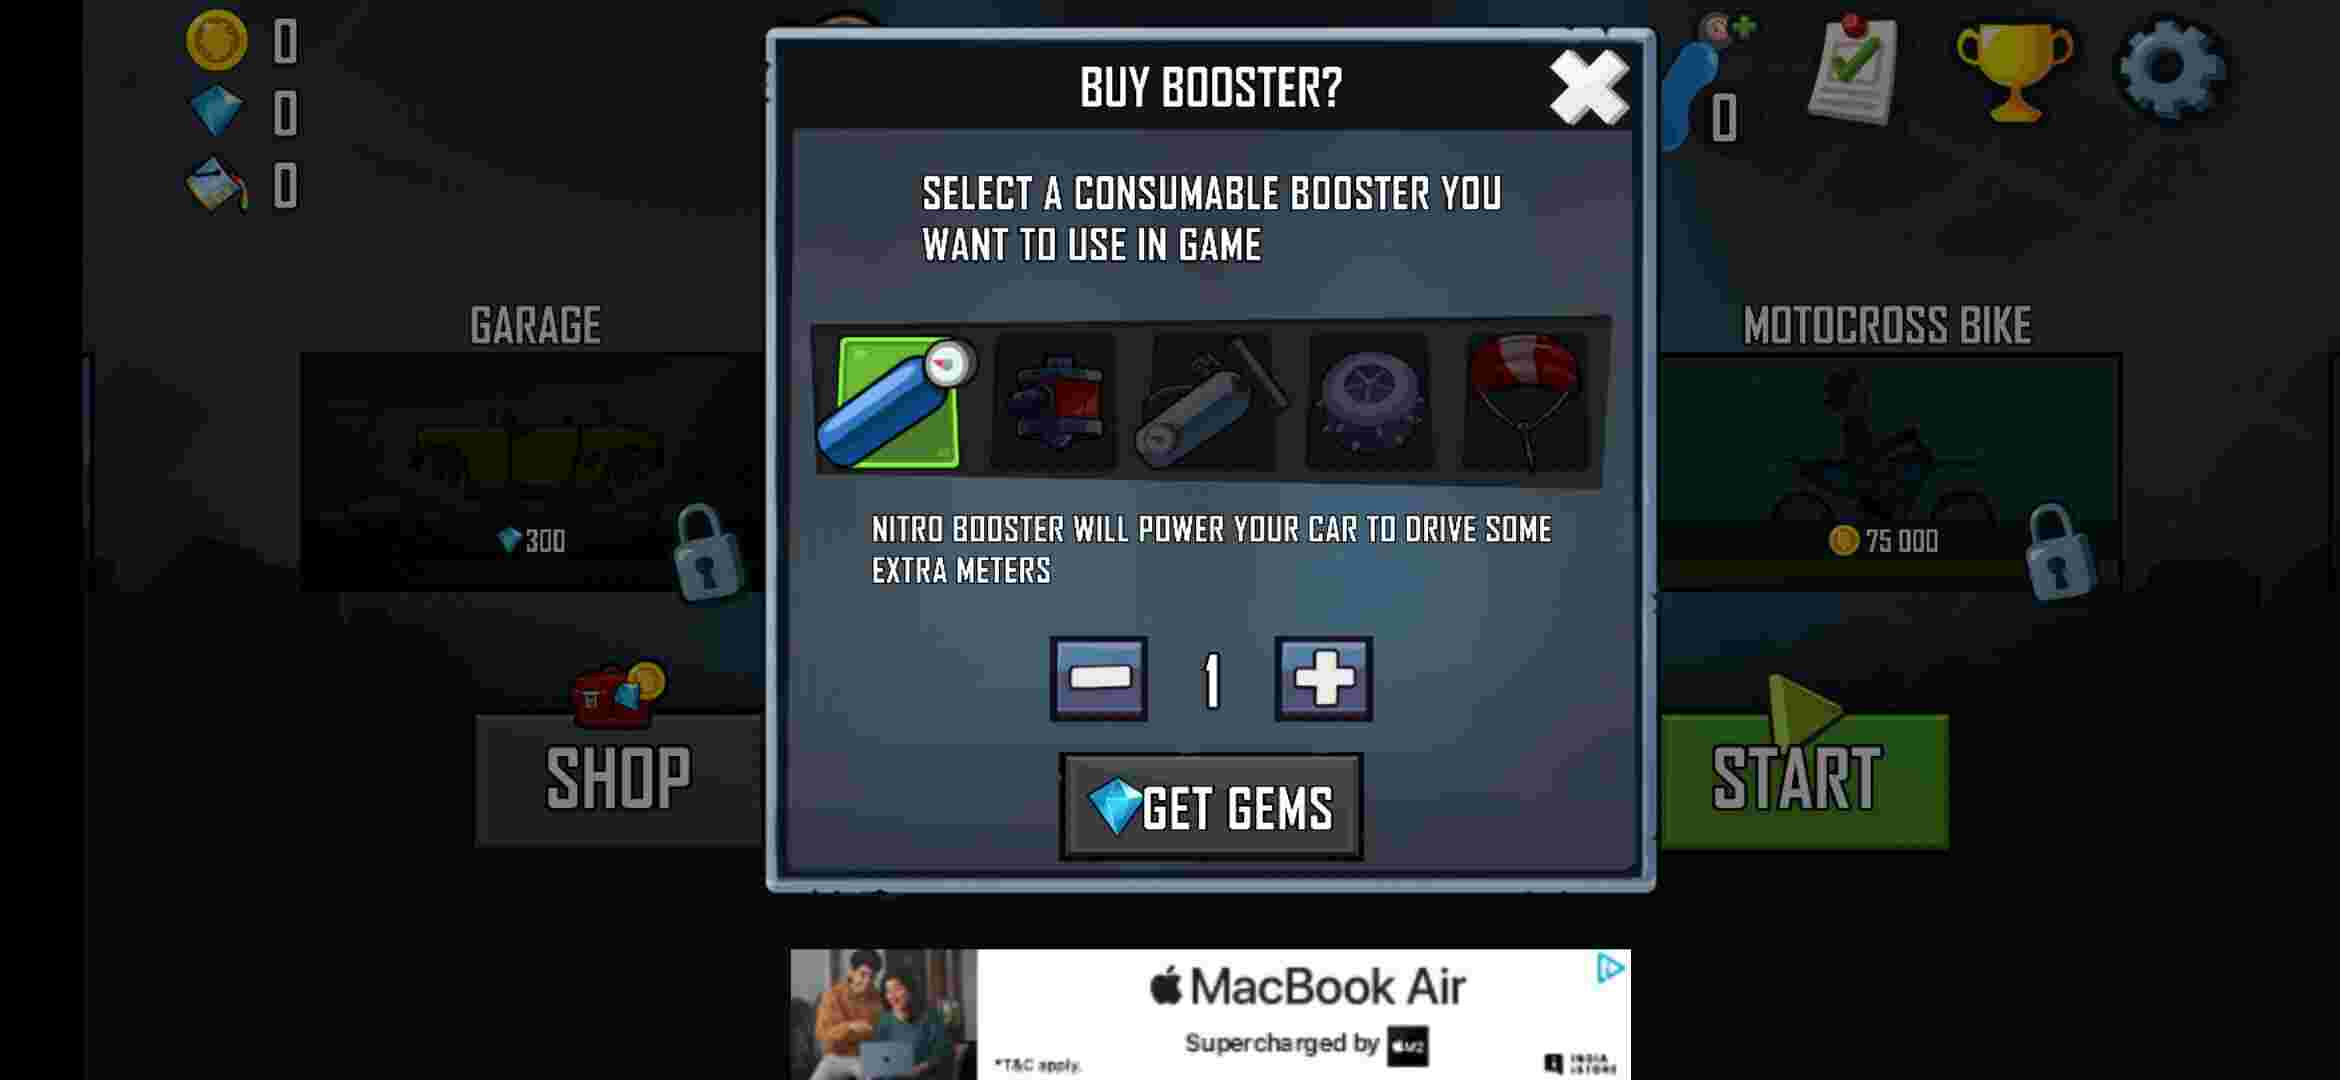 0
0
0
BUY BOOSTER?
0
SELECT A CONSUMABLE BOOSTER YOU
WANT TO USE IN GAME
GARAGE
MOTOCROSS BIKE
300
75 000
NITRO BOOSTER WILL POWER YOUR CAR TO DRIVE SOME
EXTRA METERS
1
SHOP
GET GEMS
START
MacBook Air
Supercharged by M2
*T&C apply.
INDIA
iSTORE